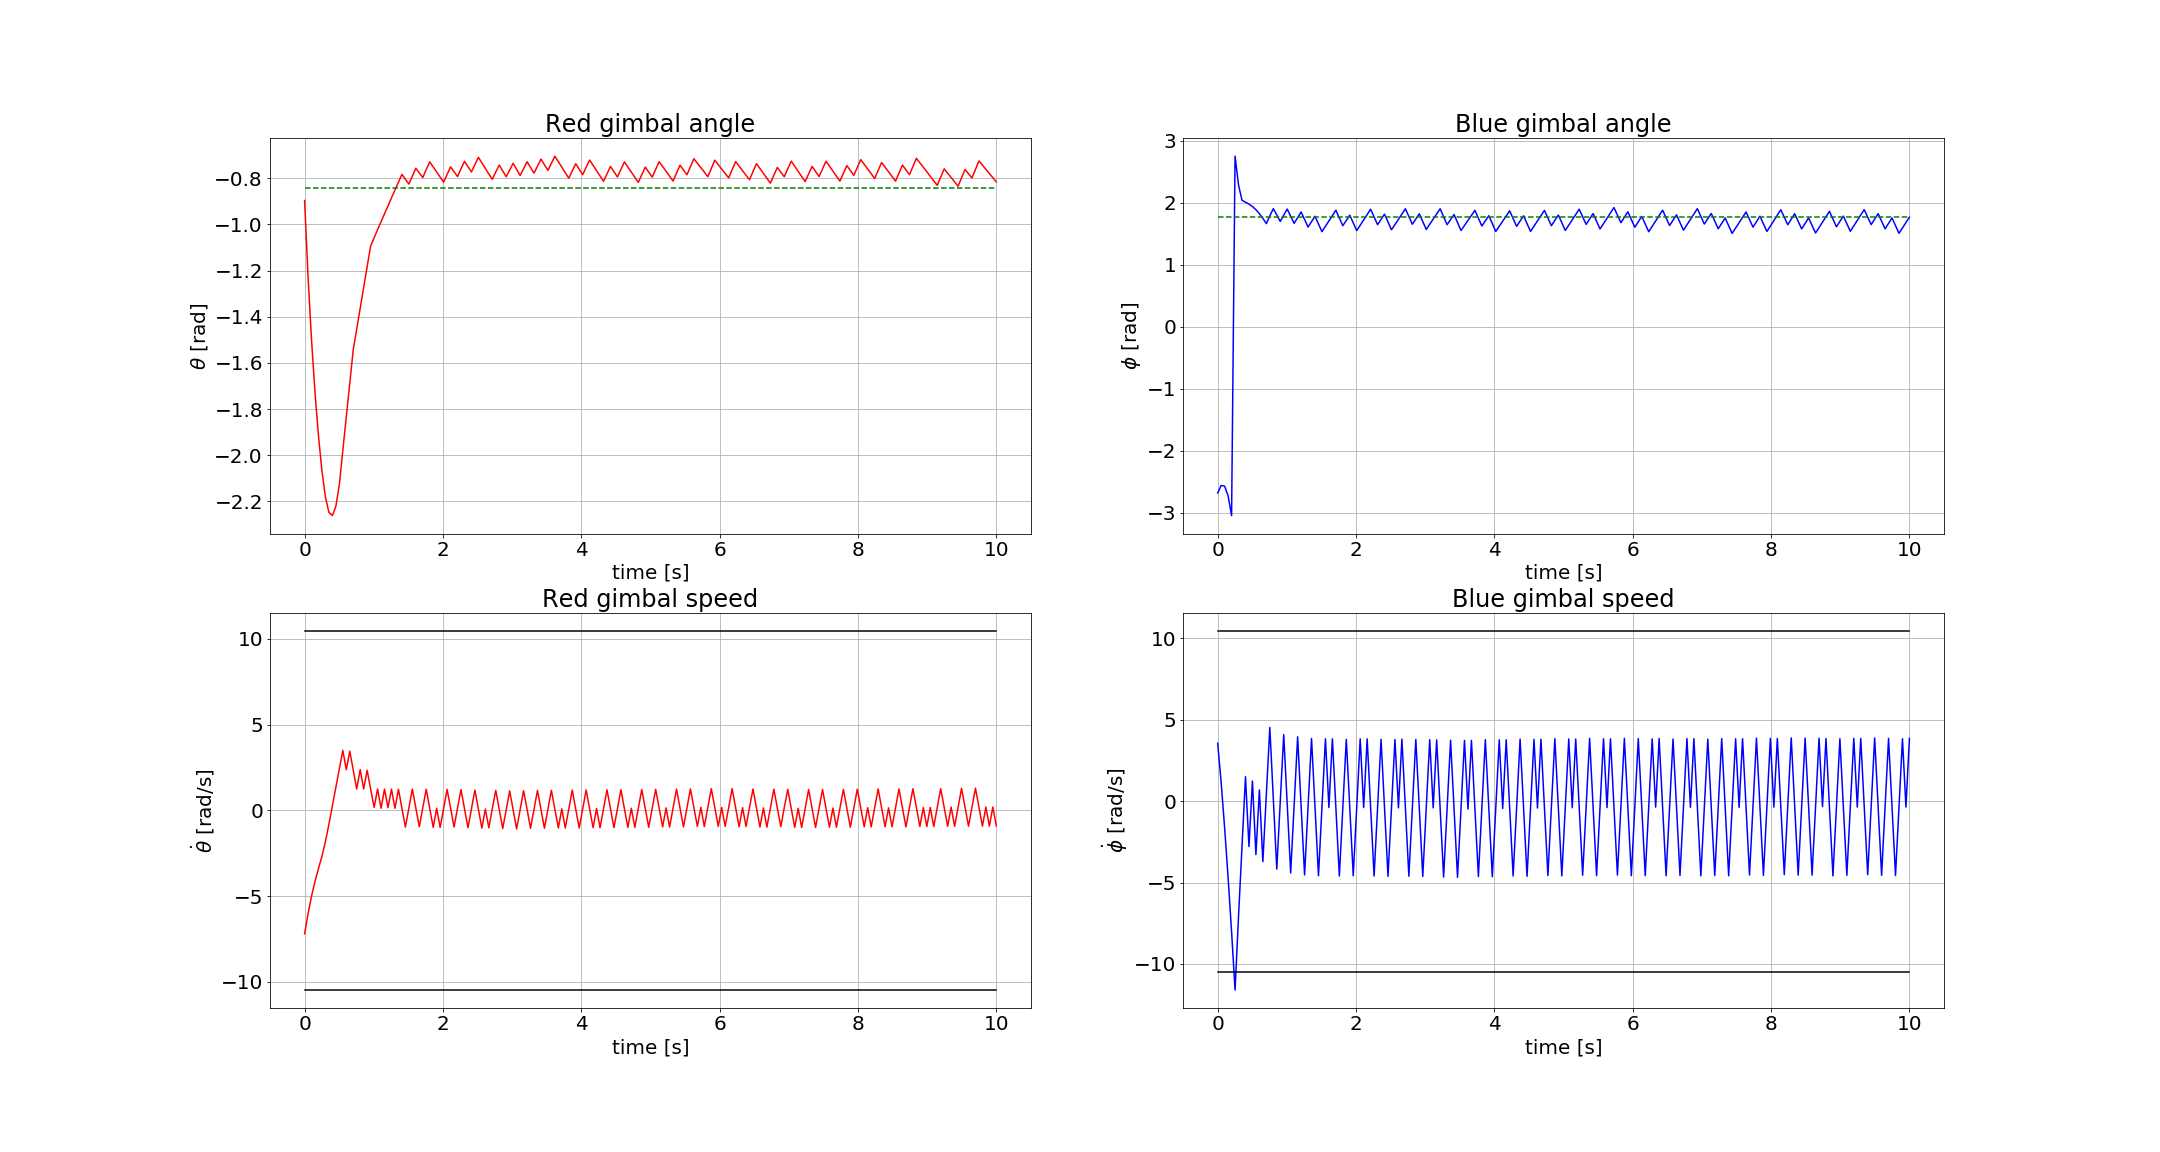 Red gimbal angle
−0.8
−1.0
−1.2
−1.4
−1.6
−1.8
−2.0
−2.2
θ [rad]
0 2 4 6 8 10
time [s]
Blue gimbal angle
3
2
1
0
−1
−2
−3
ϕ [rad]
0 2 4 6 8 10
time [s]
Red gimbal speed
10
5
0
−5
−10
θ̇ [rad/s]
0 2 4 6 8 10
time [s]
Blue gimbal speed
10
5
0
−5
−10
ϕ̇ [rad/s]
0 2 4 6 8 10
time [s]